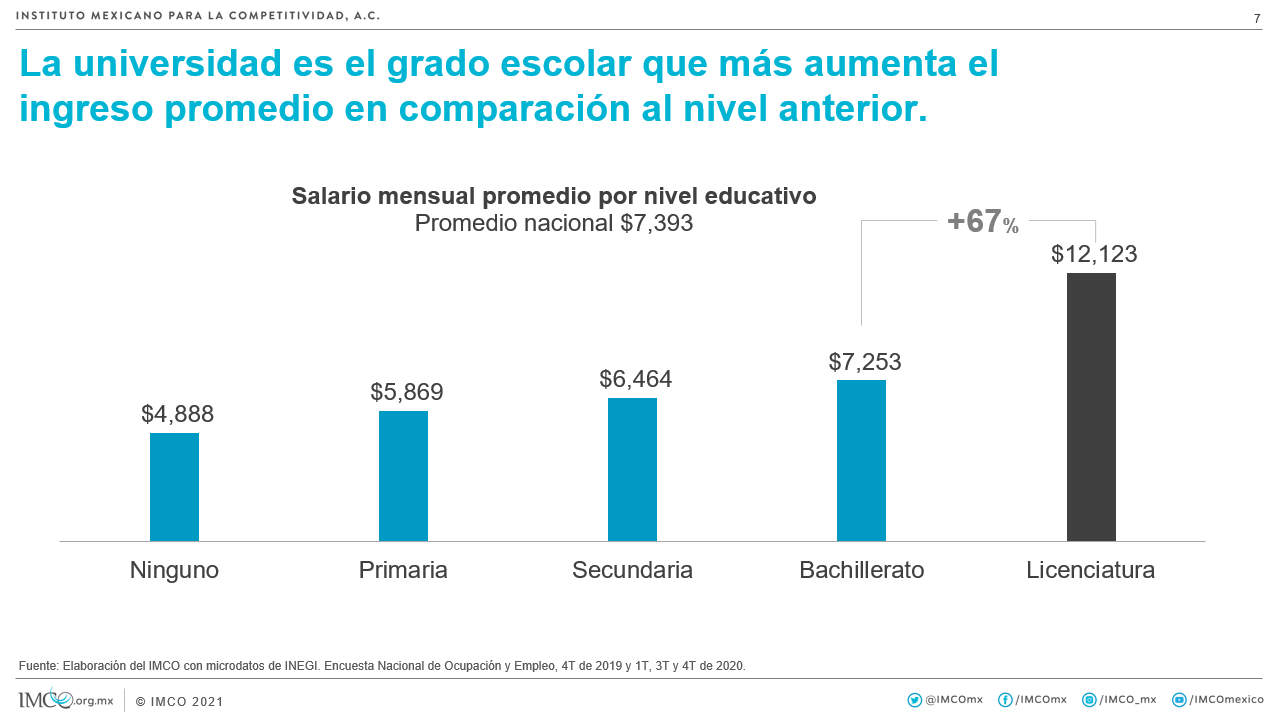 INSTITUTO MEXICANO PARA LA COMPETITIVIDAD, A.C.
7
La universidad es el grado escolar que más aumenta el
ingreso promedio en comparación al nivel anterior.
Salario mensual promedio por nivel educativo
Promedio nacional $7,393
+67%
$12,123
$7,253
$6,464
$5,869
$4,888
Ninguno Primaria Secundaria Bachillerato Licenciatura
Fuente: Elaboración del IMCO con microdatos de INEGI. Encuesta Nacional de Ocupación y Empleo, 4T de 2019 y 1T, 3T y 4T de 2020.
IMCO.org.mx © IMCO 2021 @IMCOmx /IMCOmx /IMCO_mx /IMCOmexico